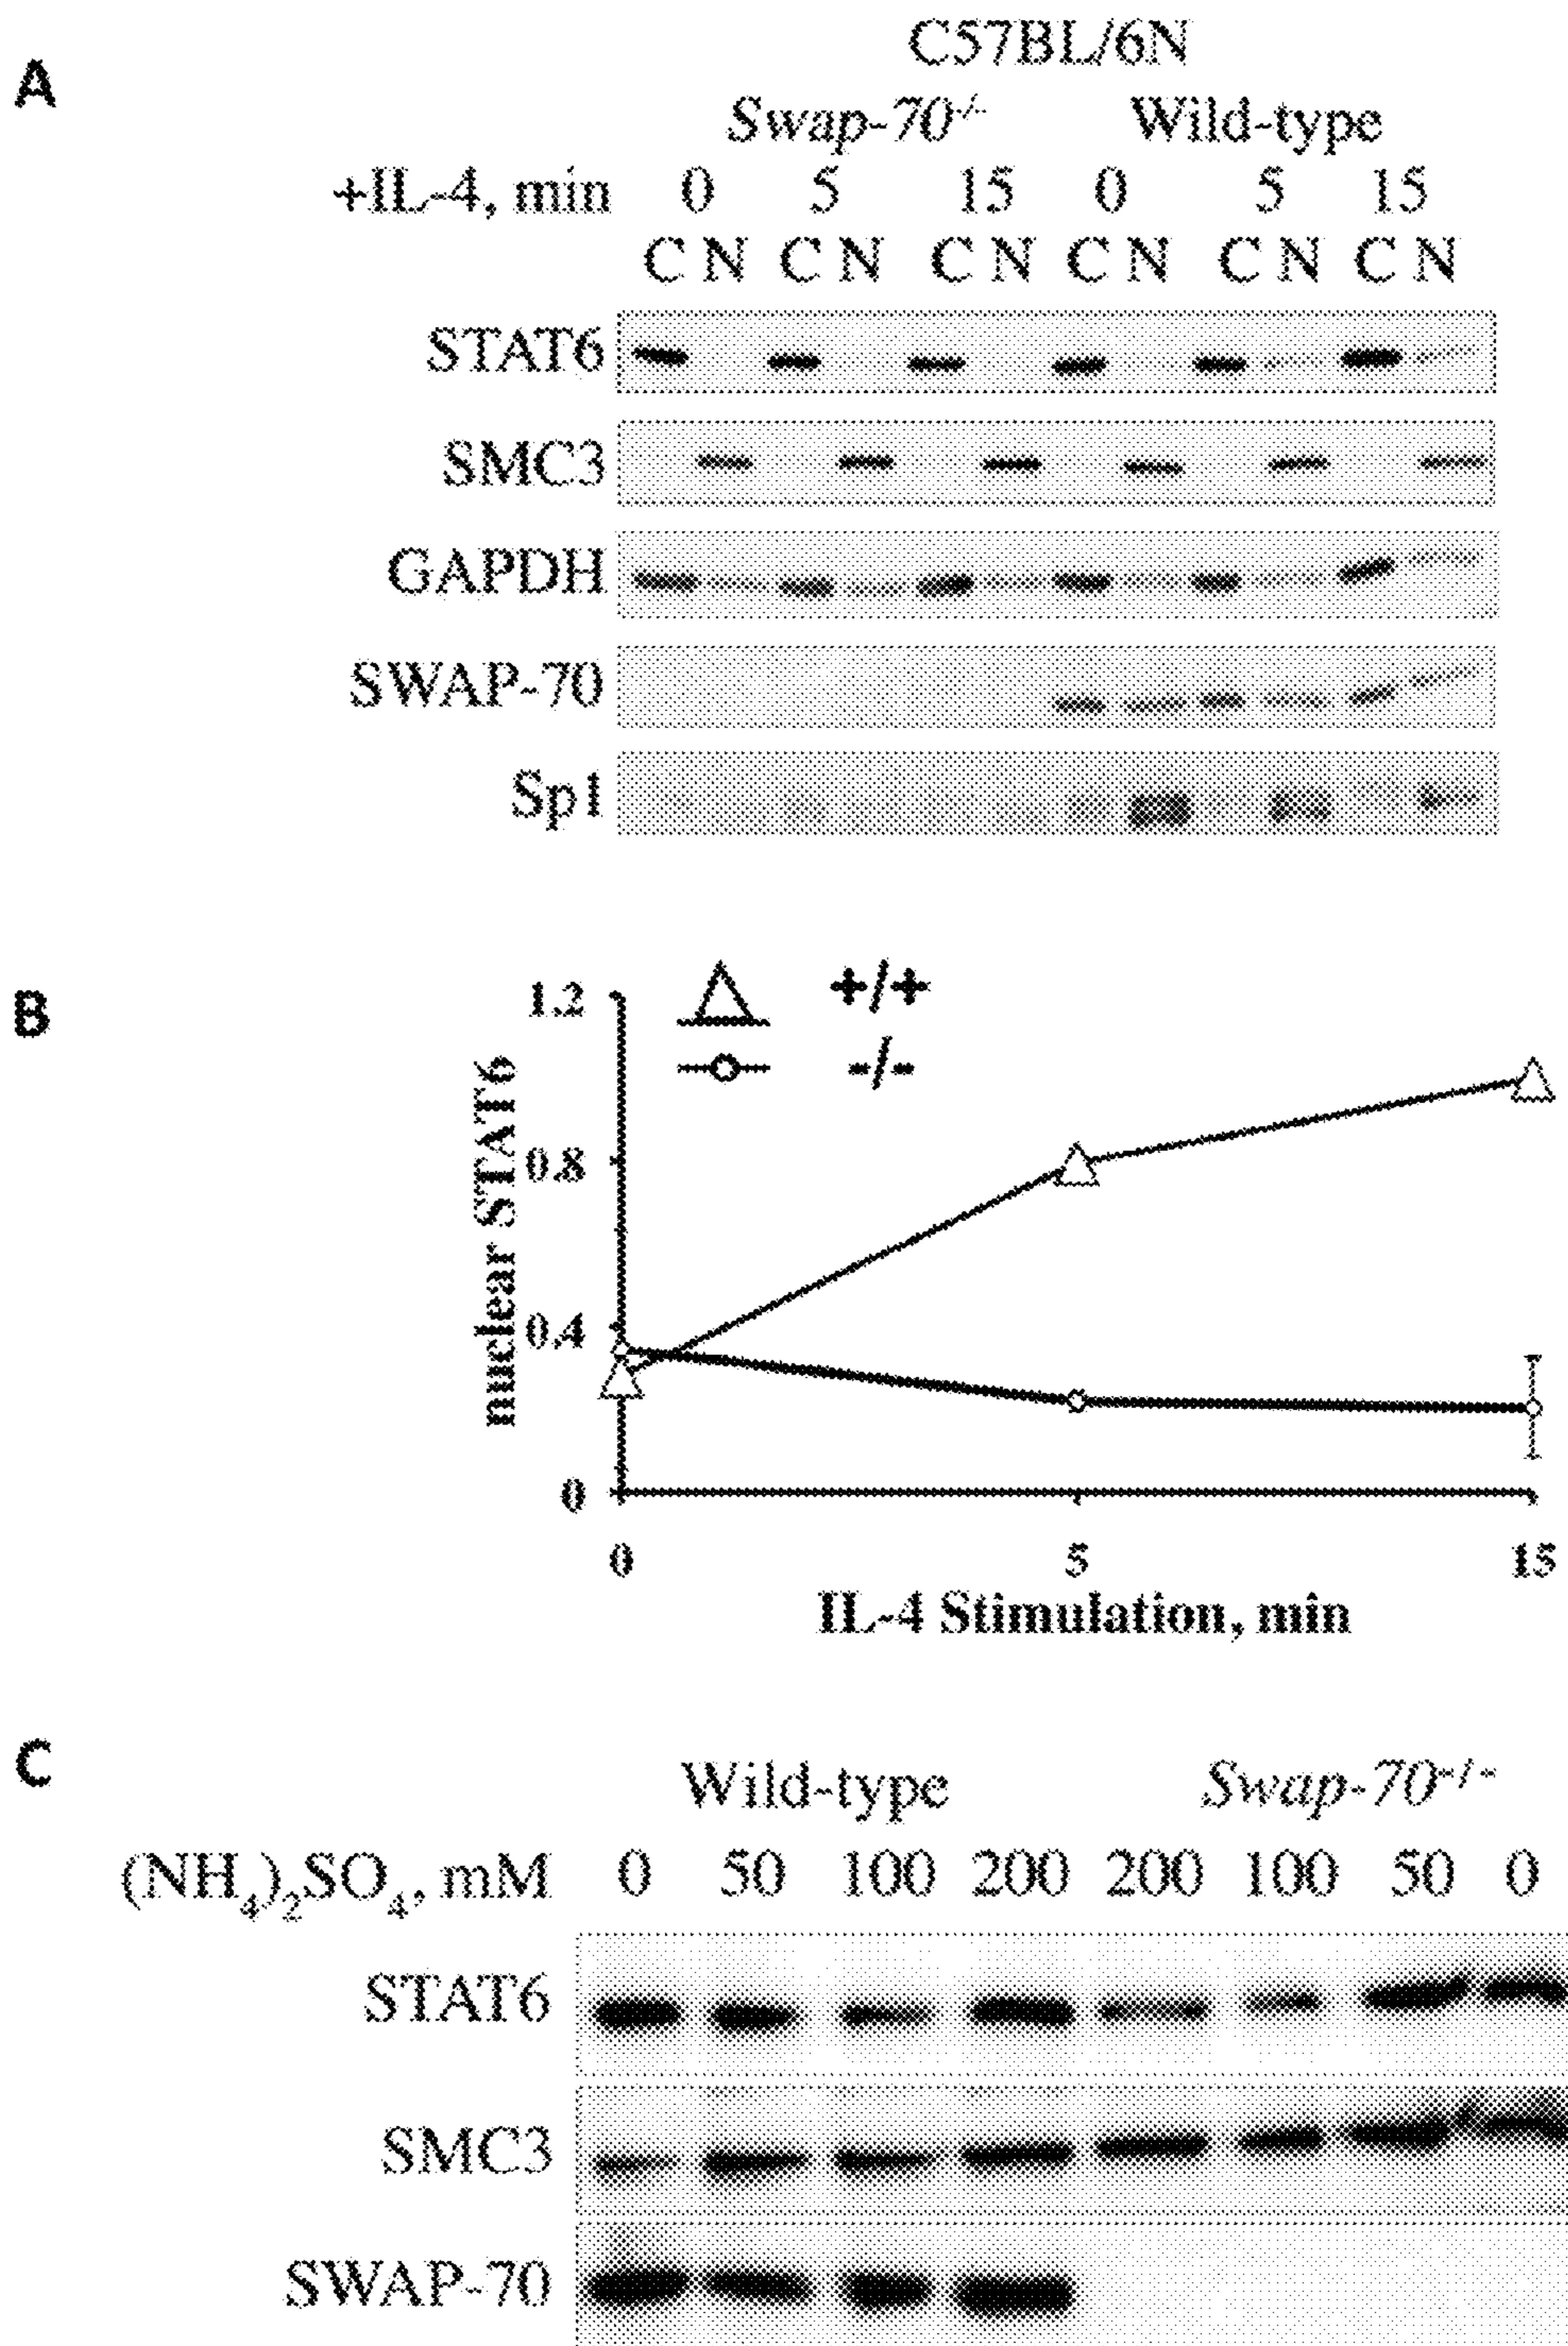 A
C57BL/6N
Swap-70-/- Wild-type
+IL-4, min 0 5 15 0 5 15
C N C N C N C N C N C N
STAT6
SMC3
GAPDH
SWAP-70
Sp1
B
1.2
+/+
-/-
0.8
0.4
0
nuclear STAT6
0 5 15
IL-4 Stimulation, min
C
Wild-type Swap-70-/-
(NH4)2SO4, mM 0 50 100 200 200 100 50 0
STAT6
SMC3
SWAP-70